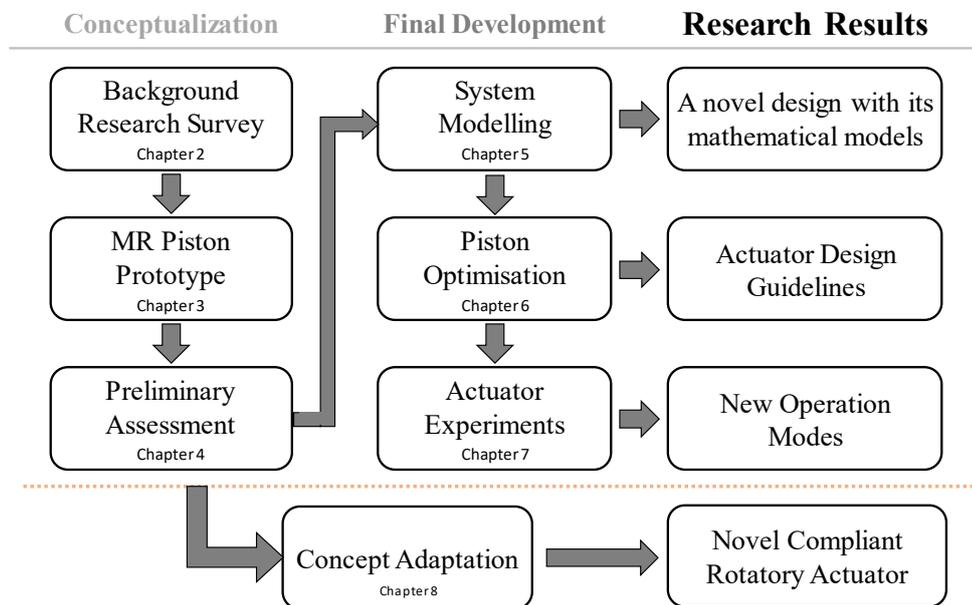 Conceptualization
Final Development
Research Results
Background
Research Survey
Chapter 2
MR Piston
Prototype
Chapter 3
Preliminary
Assessment
Chapter 4
System
Modelling
Chapter 5
Piston
Optimisation
Chapter 6
Actuator
Experiments
Chapter 7
A novel design with its
mathematical models
Actuator Design
Guidelines
New Operation
Modes
Concept Adaptation
Chapter 8
Novel Compliant
Rotatory Actuator